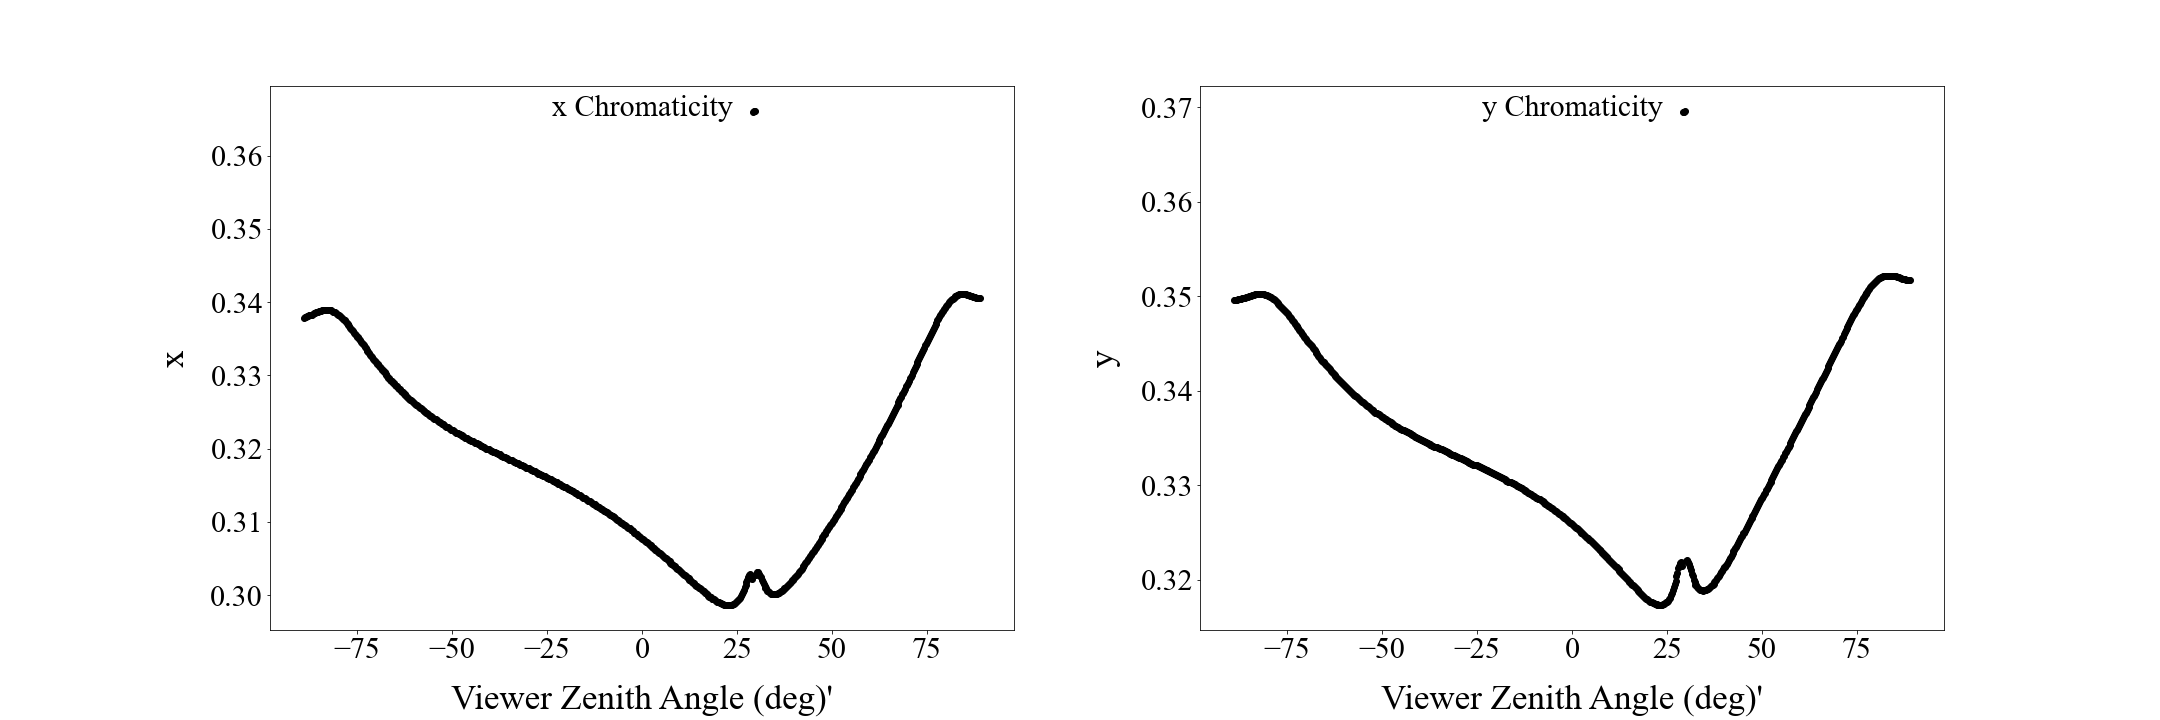 x Chromaticity
0.36
0.35
0.34
0.33
0.32
0.31
0.30
x
−75 −50 −25 0 25 50 75
Viewer Zenith Angle (deg)'
y Chromaticity
0.37
0.36
0.35
0.34
0.33
0.32
y
−75 −50 −25 0 25 50 75
Viewer Zenith Angle (deg)'